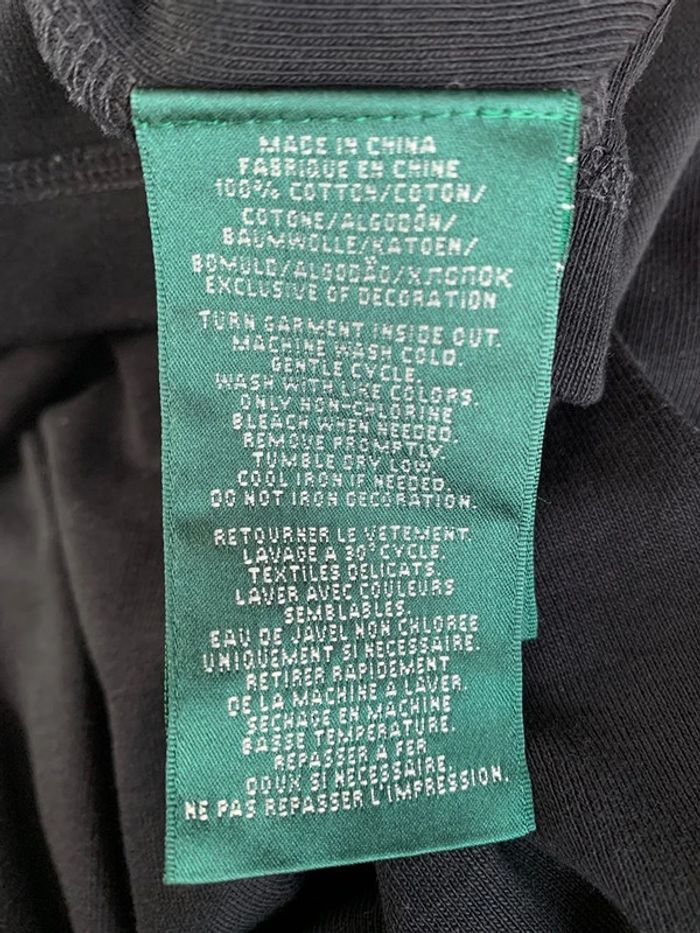 MADE IN CHINA
FABRIQUE EN CHINE
100% COTTON/COTON/
COTONE/ALGODÓN/
BAUMWOLLE/KATOEN/
BOMULD/ALGODÃO/ХЛОПОК
EXCLUSIVE OF DECORATION
TURN GARMENT INSIDE OUT.
MACHINE WASH COLD.
GENTLE CYCLE.
WASH WITH LIKE COLORS.
ONLY NON-CHLORINE
BLEACH WHEN NEEDED.
REMOVE PROMPTLY.
TUMBLE DRY LOW.
COOL IRON IF NEEDED.
DO NOT IRON DECORATION.
RETOURNER LE VETEMENT.
LAVAGE A 30° CYCLE.
TEXTILES DELICATS.
LAVER AVEC COULEURS
SEMBLABLES.
EAU DE JAVEL NON CHLOREE
UNIQUEMENT SI NECESSAIRE.
RETIRER RAPIDEMENT
DE LA MACHINE A LAVER.
SECHAGE EN MACHINE
BASSE TEMPERATURE.
REPASSER A FER
DOUX SI NECESSAIRE.
NE PAS REPASSER L'IMPRESSION.